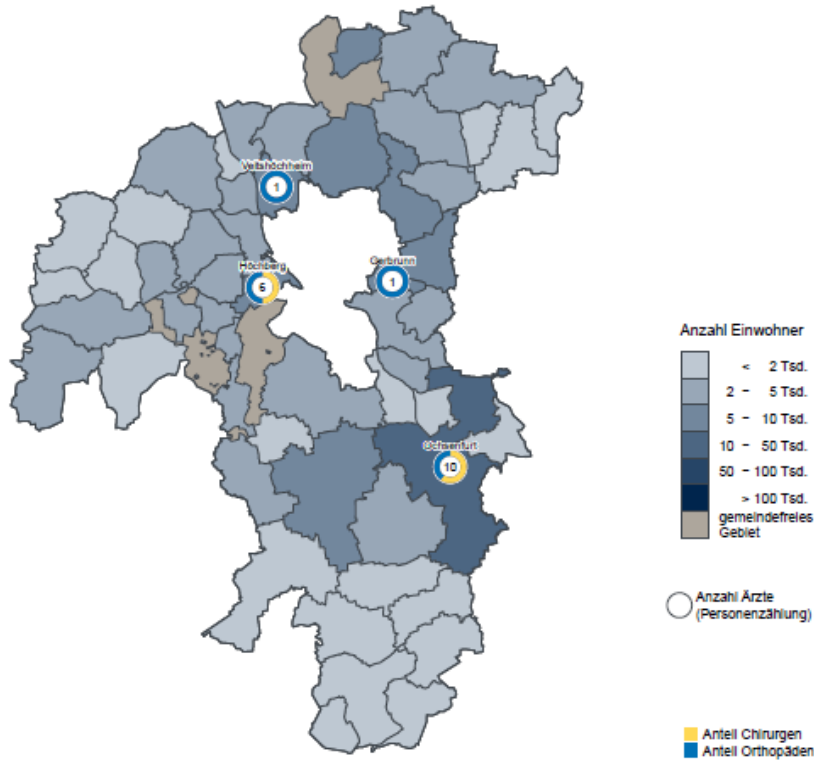 Veitshöchheim
1
Höchberg
6
Gerbrunn
1
Ochsenfurt
10
Anzahl Einwohner
< 2 Tsd.
2 - 5 Tsd.
5 - 10 Tsd.
10 - 50 Tsd.
50 - 100 Tsd.
> 100 Tsd.
gemeindefreies
Gebiet
Anzahl Ärzte
(Personenzählung)
Anteil Chirurgen
Anteil Orthopäden